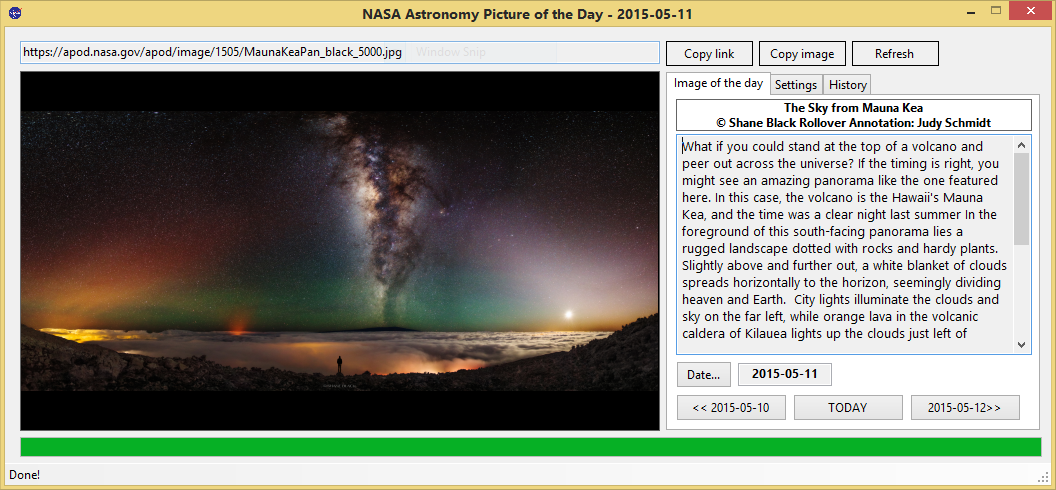 NASA Astronomy Picture of the Day - 2015-05-11
https://apod.nasa.gov/apod/image/1505/MaunaKeaPan_black_5000.jpg
Window Snip
Copy link
Copy image
Refresh
Image of the day
Settings
History
The Sky from Mauna Kea
© Shane Black Rollover Annotation: Judy Schmidt
What if you could stand at the top of a volcano and
peer out across the universe? If the timing is right, you
might see an amazing panorama like the one featured
here. In this case, the volcano is the Hawaii's Mauna
Kea, and the time was a clear night last summer In the
foreground of this south-facing panorama lies a
rugged landscape dotted with rocks and hardy plants.
Slightly above and further out, a white blanket of clouds
spreads horizontally to the horizon, seemingly dividing
heaven and Earth.  City lights illuminate the clouds and
sky on the far left, while orange lava in the volcanic
caldera of Kilauea lights up the clouds just left of
Date...
2015-05-11
<< 2015-05-10
TODAY
2015-05-12>>
Done!